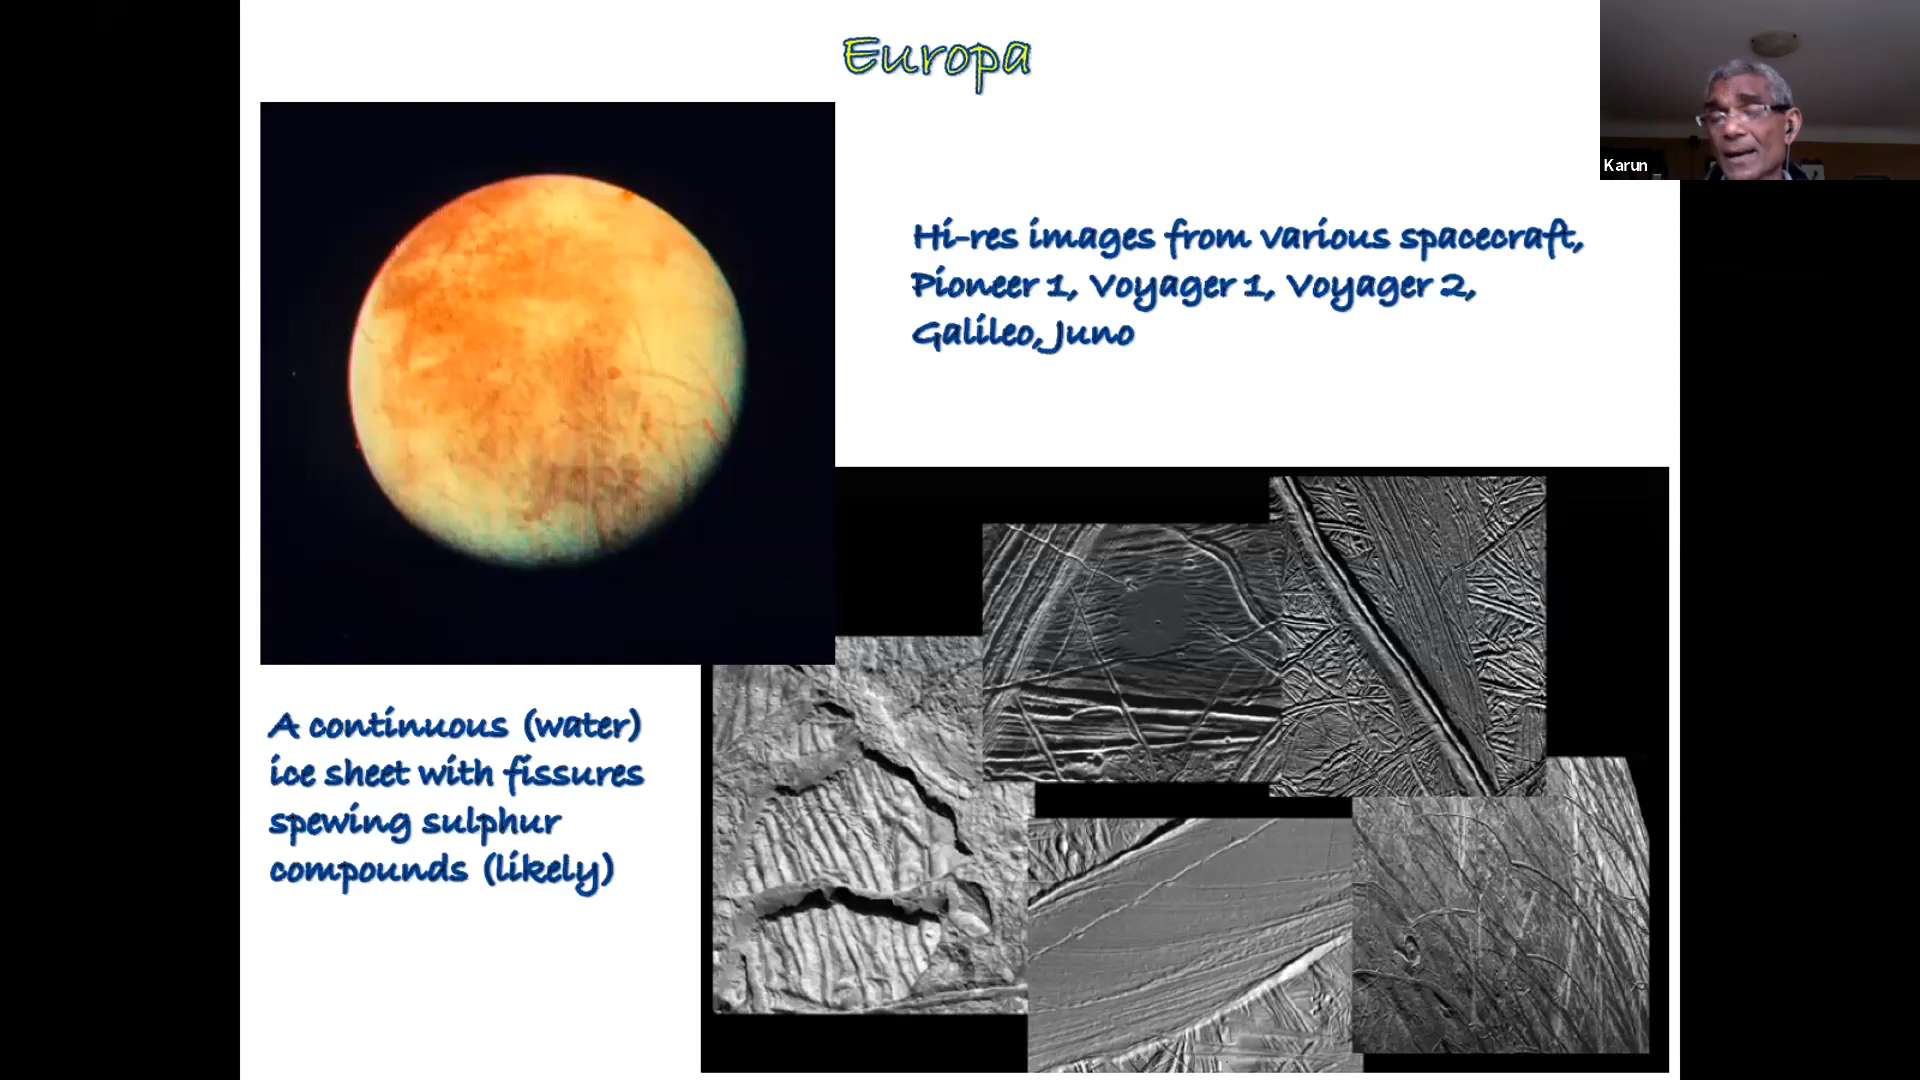 Europa
Karun
Hi-res images from various spacecraft,
Pioneer 1, Voyager 1, Voyager 2,
Galileo, Juno
A continuous (water)
ice sheet with fissures
spewing sulphur
compounds (likely)